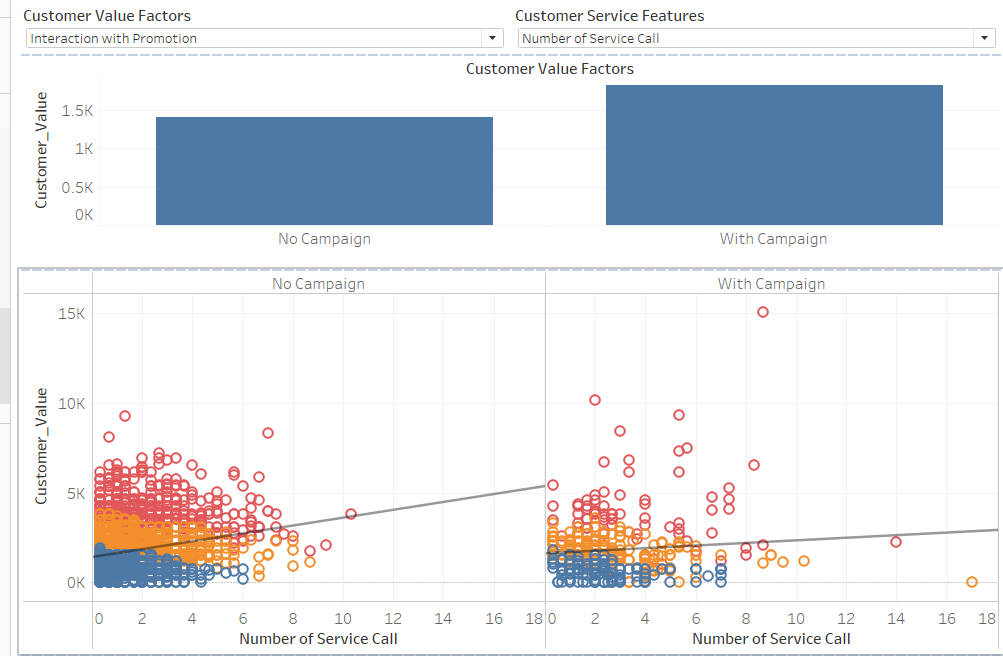 Customer Value Factors Customer Service Features
Interaction with Promotion Number of Service Call
Customer Value Factors
Customer_Value
1.5K
1K
0.5K
0K
No Campaign With Campaign
No Campaign With Campaign
Customer_Value
15K
10K
5K
0K
0 2 4 6 8 10 12 14 16 18 0 2 4 6 8 10 12 14 16 18
Number of Service Call Number of Service Call